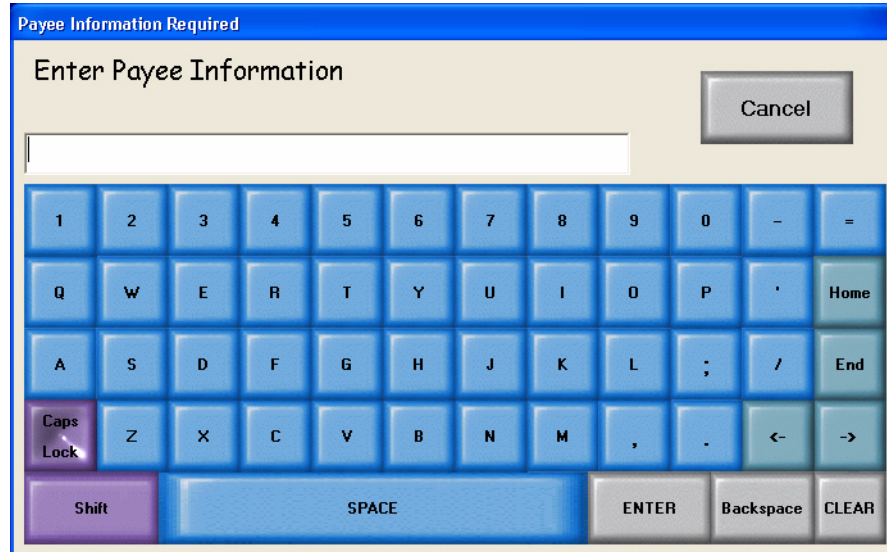 Payee Information Required
Enter Payee Information
Cancel
1 2 3 4 5 6 7 8 9 0 - =
Q W E R T Y U I O P ' Home
A S D F G H J K L ; / End
Caps Lock Z X C V B N M , . <- ->
Shift SPACE ENTER Backspace CLEAR